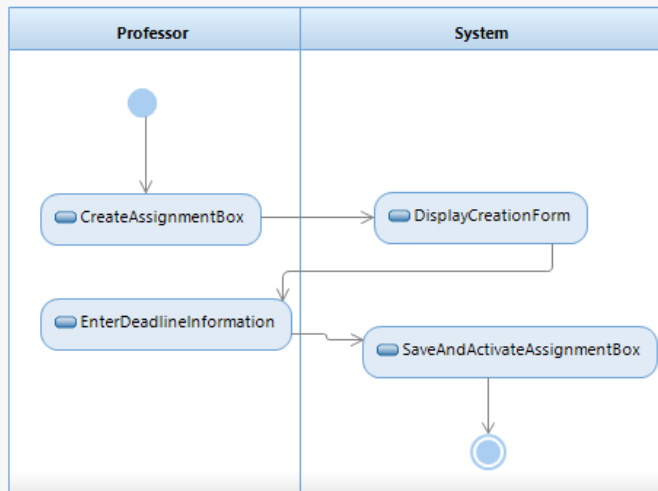 Professor
System
CreateAssignmentBox
DisplayCreationForm
EnterDeadlineInformation
SaveAndActivateAssignmentBox